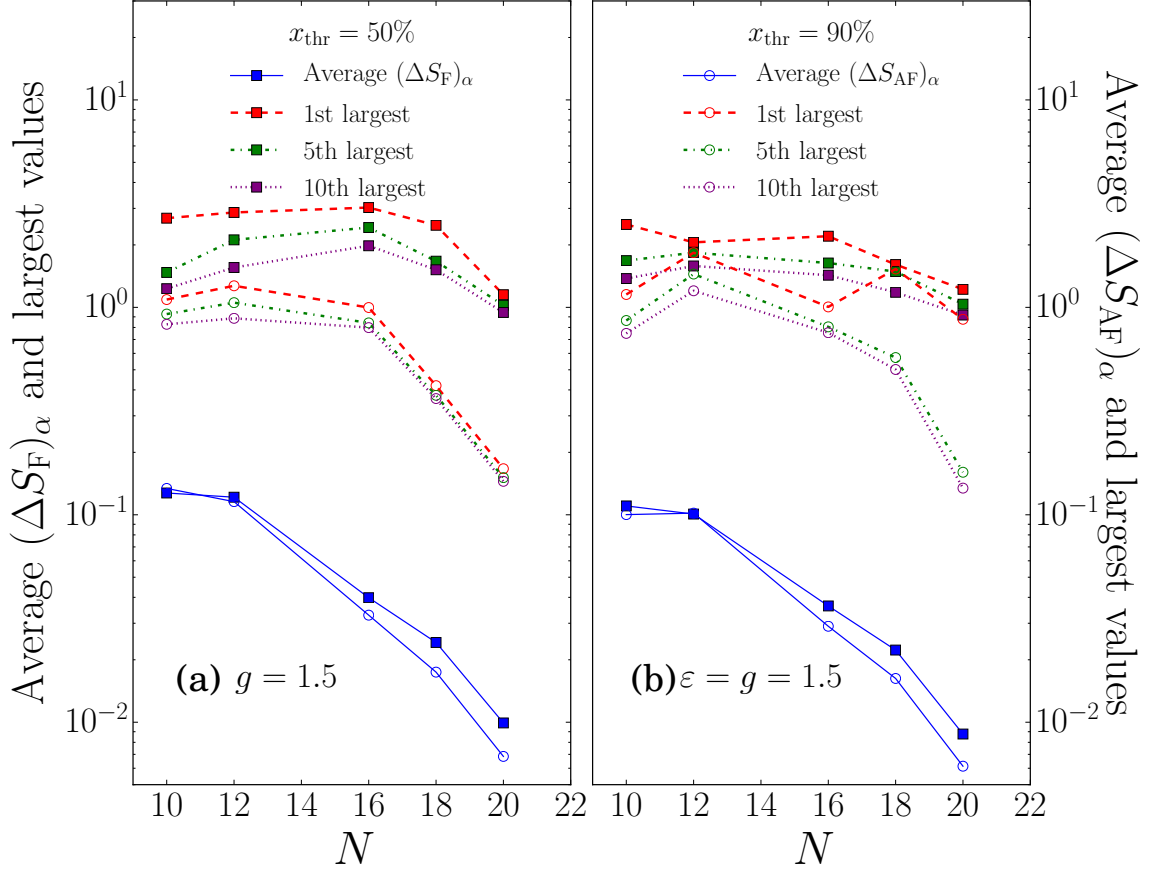 Average (ΔS_F)_α and largest values
10^1
10^0
10^{-1}
10^{-2}
x_thr = 50%
Average (ΔS_F)_α
1st largest
5th largest
10th largest
(a) g = 1.5
10 12 14 16 18 20 22
N
x_thr = 90%
Average (ΔS_AF)_α
1st largest
5th largest
10th largest
(b) ε = g = 1.5
10 12 14 16 18 20 22
N
10^1
10^0
10^{-1}
10^{-2}
Average (ΔS_AF)_α and largest values